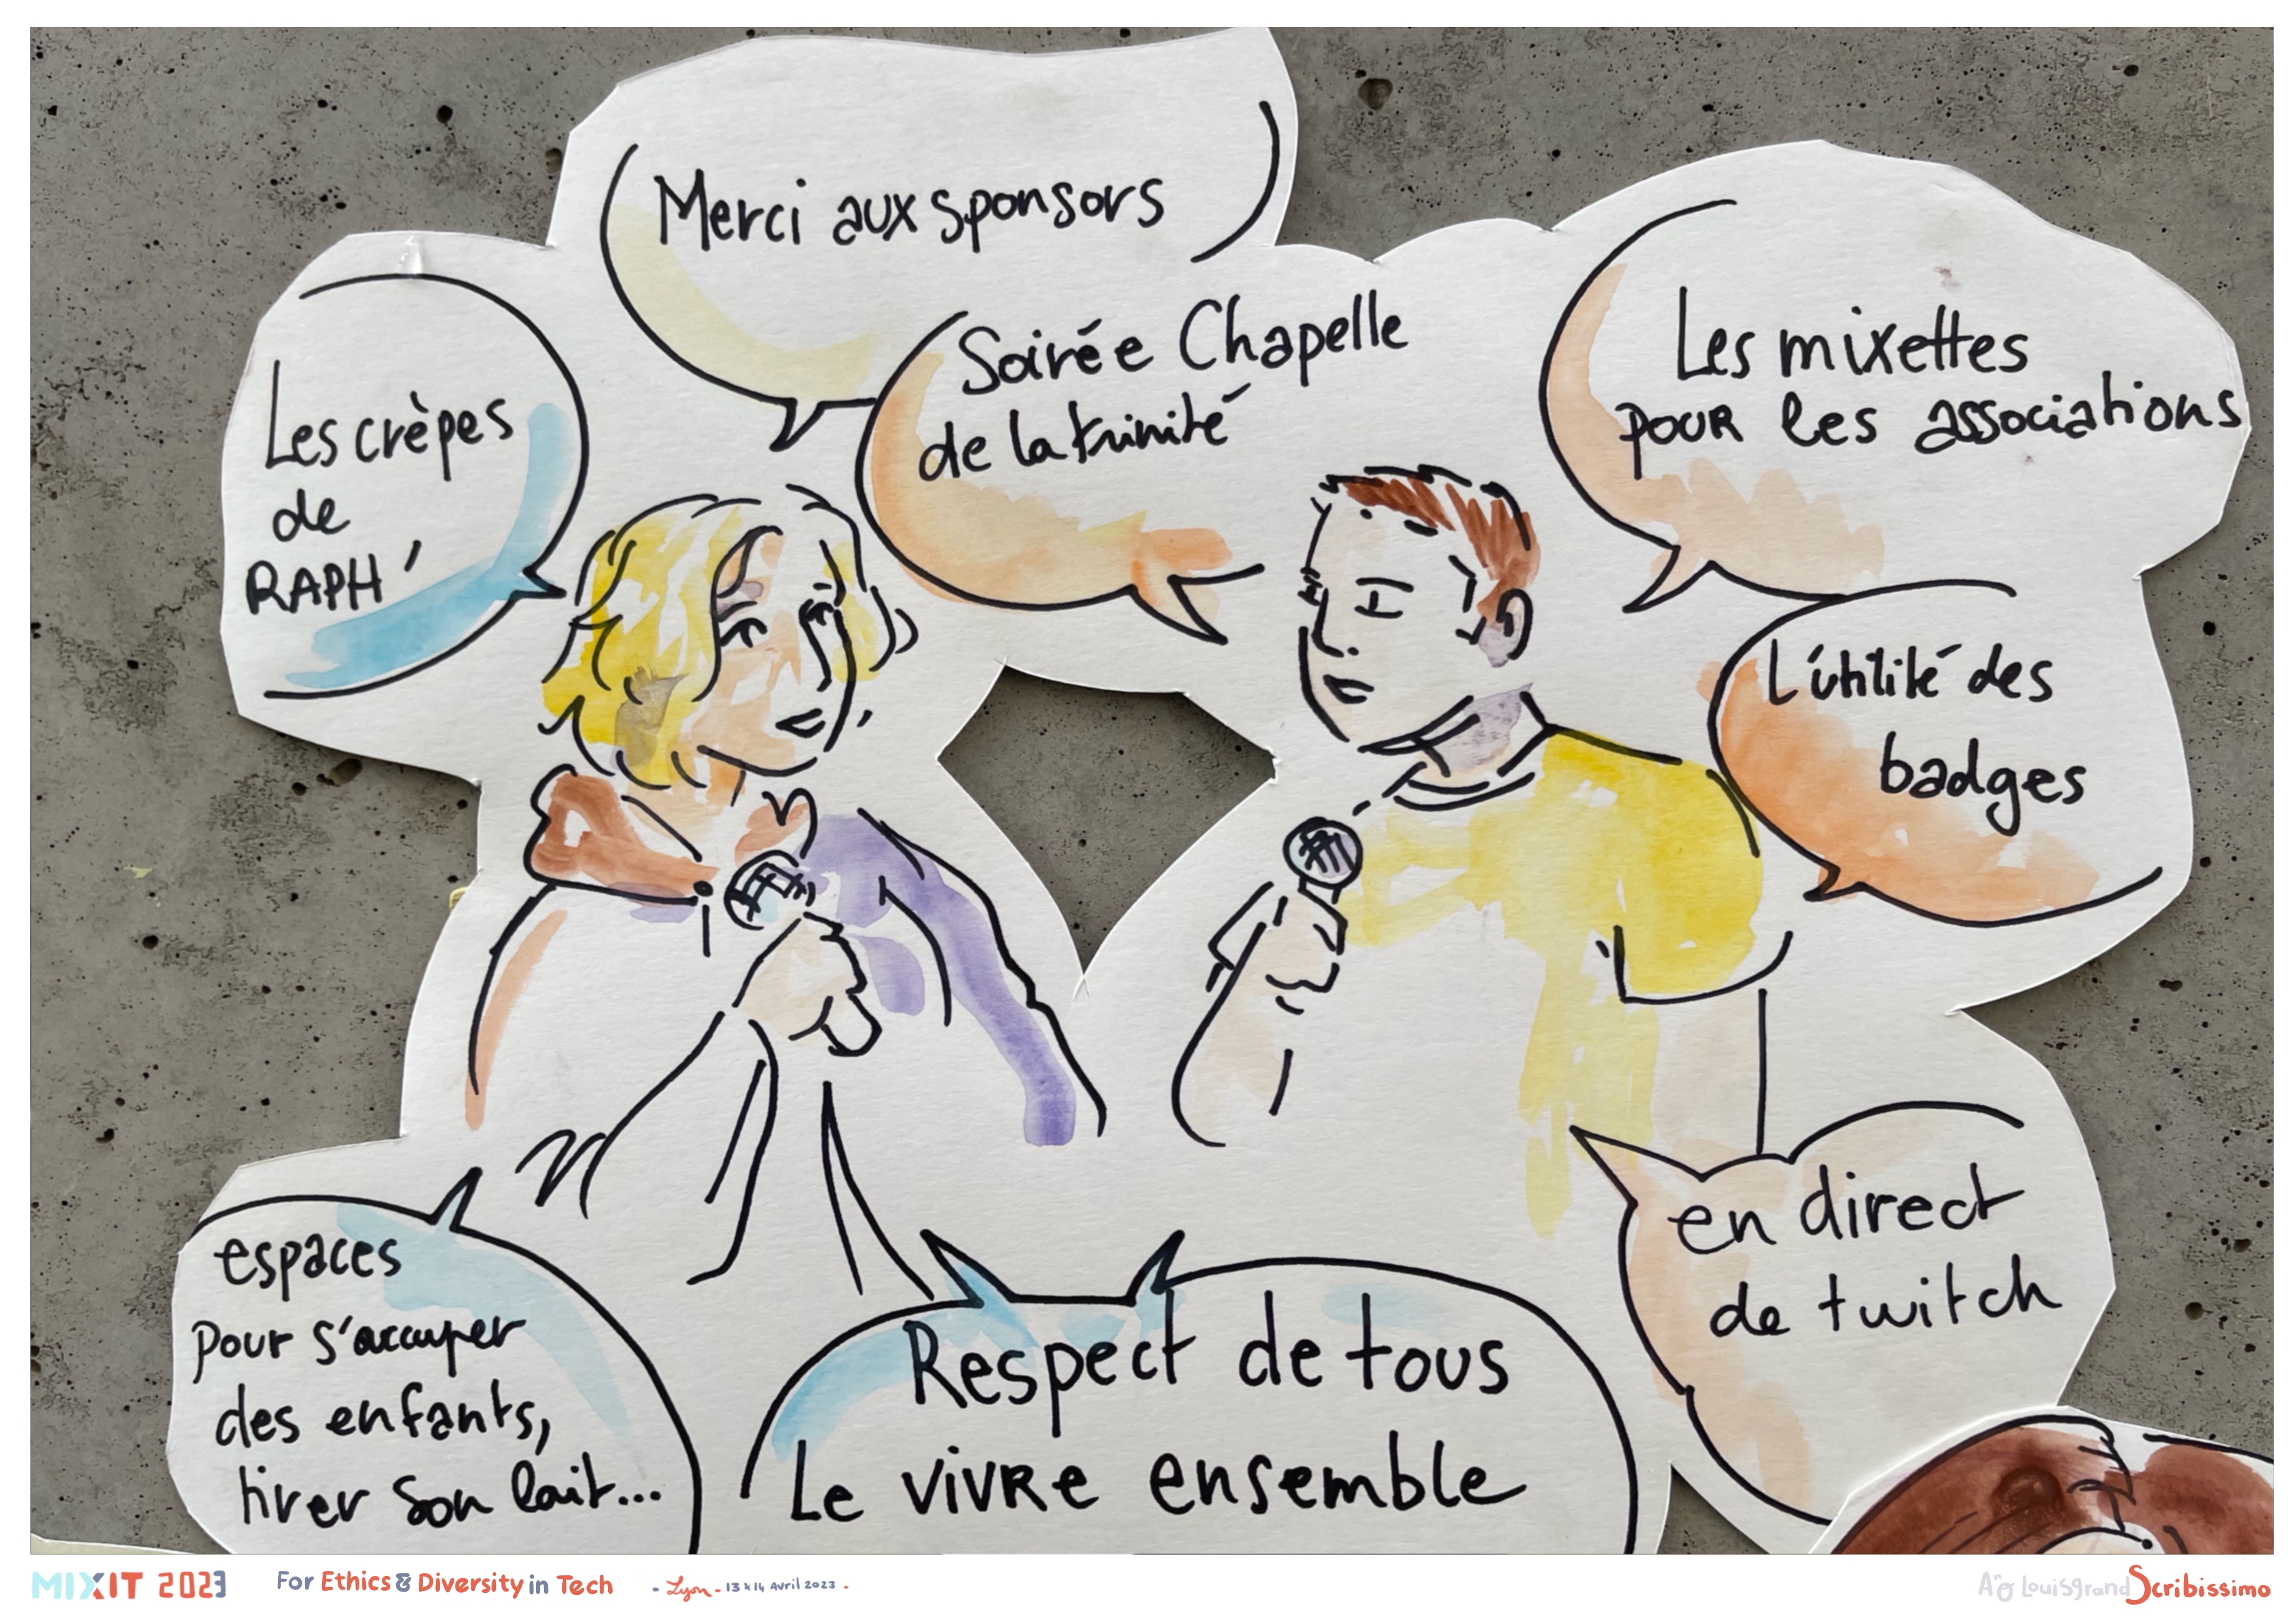 Merci aux sponsors
Les crèpes
de
RAPH'
Soirée Chapelle
de la trinité
Les mixettes
pour les associations
L'utilité des
badges
espaces
pour s'occuper
des enfants,
tirer son lait...
Respect de tous
Le vivre ensemble
en direct
de twitch
MIXIT 2023
For Ethics & Diversity in Tech
- Lyon - 13 & 14 Avril 2023 -
Louisgrand Scribissimo